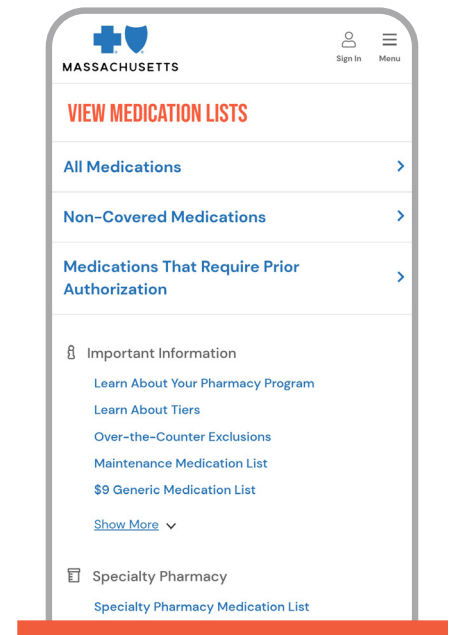 MASSACHUSETTS
Sign In
Menu
VIEW MEDICATION LISTS
All Medications
Non-Covered Medications
Medications That Require Prior
Authorization
Important Information
Learn About Your Pharmacy Program
Learn About Tiers
Over-the-Counter Exclusions
Maintenance Medication List
$9 Generic Medication List
Show More
Specialty Pharmacy
Specialty Pharmacy Medication List